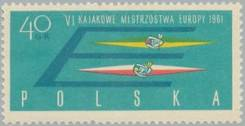 40 GR VI KAJAKOWE MISTRZOSTWA EUROPY 1961
POLSKA